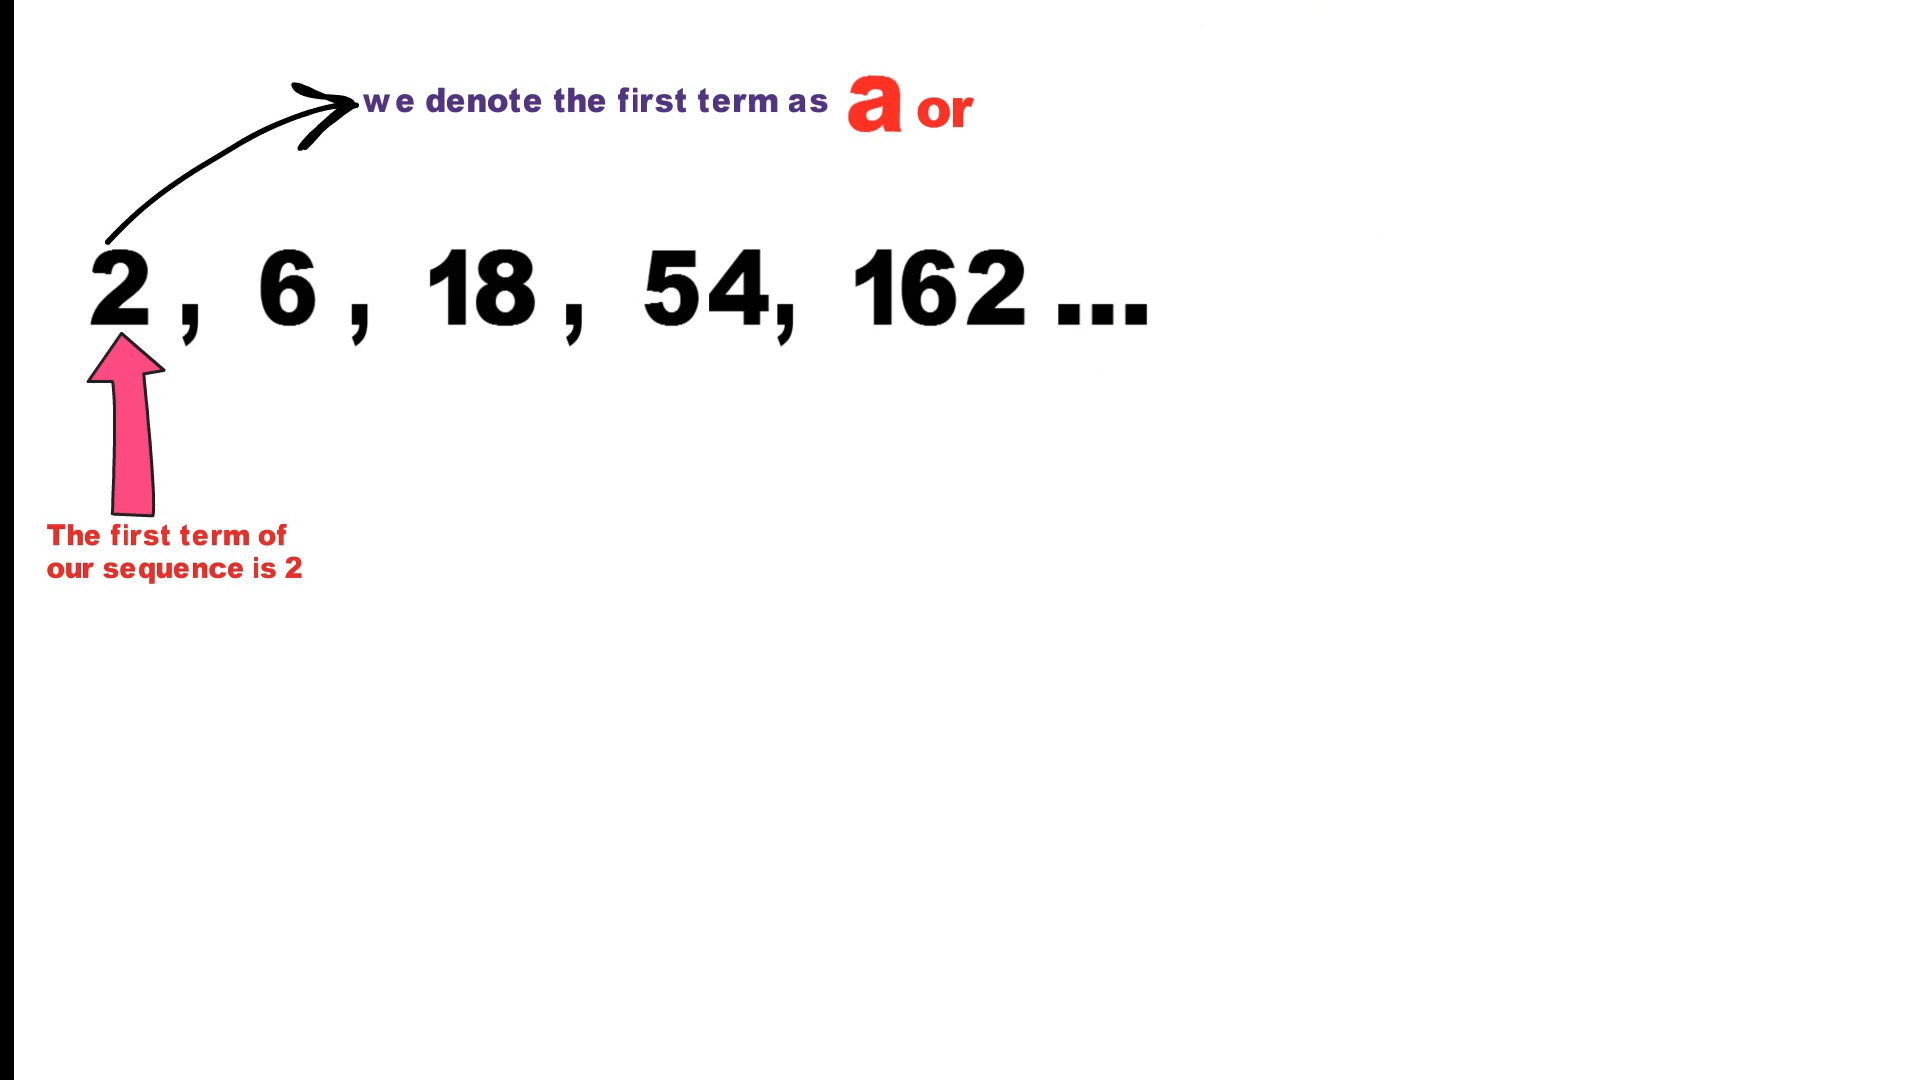 we denote the first term as a or
2, 6, 18, 54, 162...
The first term of
our sequence is 2